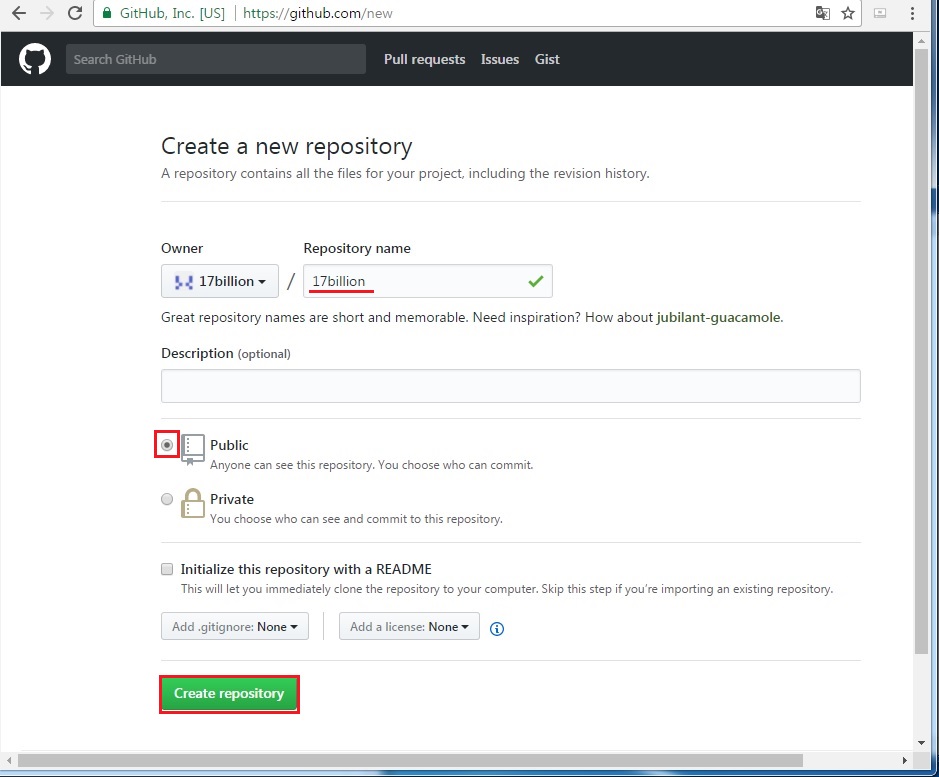 GitHub, Inc. [US] https://github.com/new
Search GitHub
Pull requests Issues Gist
Create a new repository
A repository contains all the files for your project, including the revision history.
Owner Repository name
17billion / 17billion
Great repository names are short and memorable. Need inspiration? How about jubilant-guacamole.
Description (optional)
Public
Anyone can see this repository. You choose who can commit.
Private
You choose who can see and commit to this repository.
Initialize this repository with a README
This will let you immediately clone the repository to your computer. Skip this step if you’re importing an existing repository.
Add .gitignore: None Add a license: None
Create repository